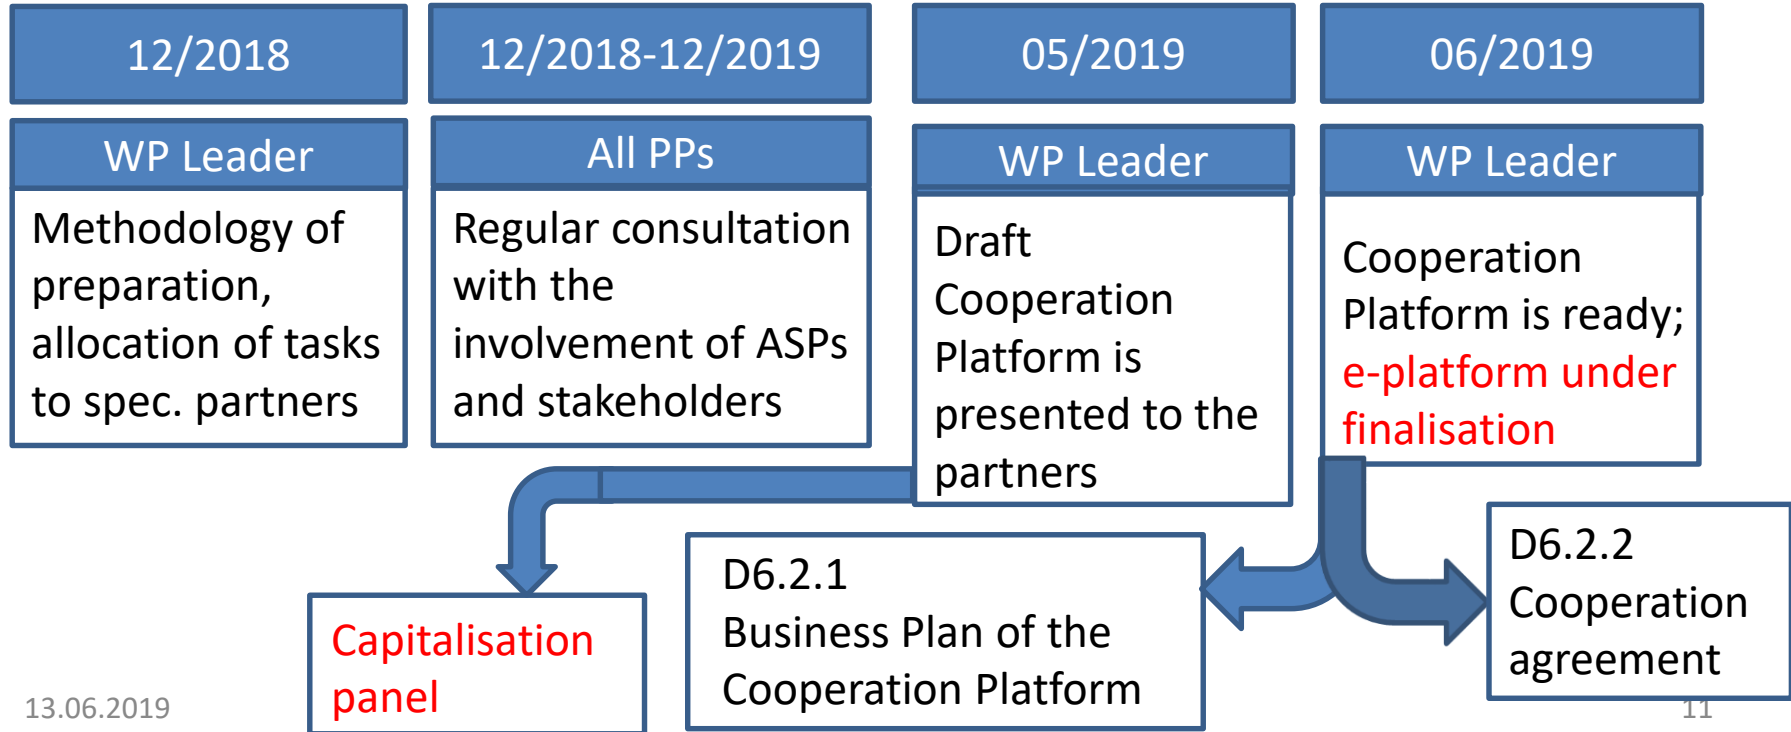 12/2018
WP Leader
Methodology of
preparation,
allocation of tasks
to spec. partners
12/2018-12/2019
All PPs
Regular consultation
with the
involvement of ASPs
and stakeholders
05/2019
WP Leader
Draft
Cooperation
Platform is
presented to the
partners
06/2019
WP Leader
Cooperation
Platform is ready;
e-platform under
finalisation
Capitalisation
panel
D6.2.1
Business Plan of the
Cooperation Platform
D6.2.2
Cooperation
agreement
13.06.2019
11